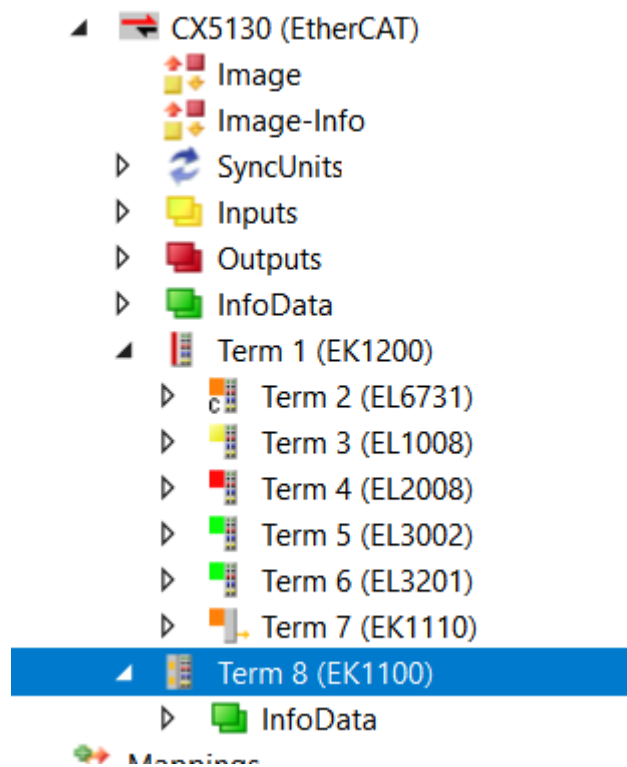 CX5130 (EtherCAT)
Image
Image-Info
SyncUnits
Inputs
Outputs
InfoData
Term 1 (EK1200)
C Term 2 (EL6731)
Term 3 (EL1008)
Term 4 (EL2008)
Term 5 (EL3002)
Term 6 (EL3201)
Term 7 (EK1110)
Term 8 (EK1100)
InfoData
Mappings